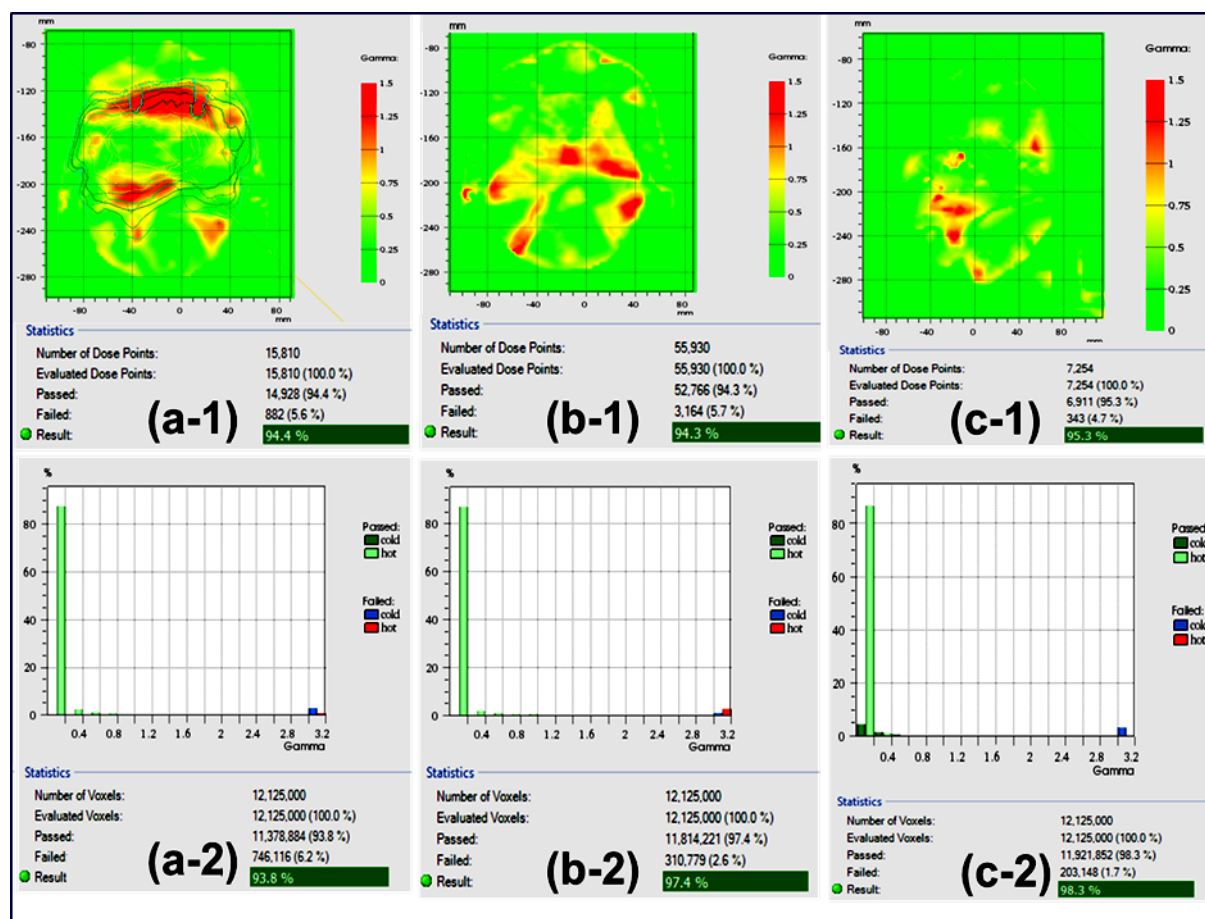 mm
-80
-120
-160
-200
-240
-280
-80 -40 0 40 80
mm
Gamma:
1.5
1.25
1
0.75
0.5
0.25
0
Statistics
Number of Dose Points: 15,810
Evaluated Dose Points: 15,810 (100.0 %)
Passed: 14,928 (94.4 %)
Failed: 882 (5.6 %)
Result: 94.4 %
(a-1)
mm
-80
-120
-160
-200
-240
-280
-80 -40 0 40 80
mm
Gamma:
1.5
1.25
1
0.75
0.5
0.25
0
Statistics
Number of Dose Points: 55,930
Evaluated Dose Points: 55,930 (100.0 %)
Passed: 52,766 (94.3 %)
Failed: 3,164 (5.7 %)
Result: 94.3 %
(b-1)
mm
-80
-120
-160
-200
-240
-280
-80 -40 0 40 80
mm
Gamma:
1.5
1.25
1
0.75
0.5
0.25
0
Statistics
Number of Dose Points: 7,254
Evaluated Dose Points: 7,254 (100.0 %)
Passed: 6,911 (95.3 %)
Failed: 343 (4.7 %)
Result: 95.3 %
(c-1)
%
80
60
40
20
0
0.4 0.8 1.2 1.6 2 2.4 2.8 3.2
Gamma
Passed:
cold
hot
Failed:
cold
hot
Statistics
Number of Voxels: 12,125,000
Evaluated Voxels: 12,125,000 (100.0 %)
Passed: 11,378,884 (93.8 %)
Failed: 746,116 (6.2 %)
Result 93.8 %
(a-2)
%
80
60
40
20
0
0.4 0.8 1.2 1.6 2 2.4 2.8 3.2
Gamma
Passed:
cold
hot
Failed:
cold
hot
Statistics
Number of Voxels: 12,125,000
Evaluated Voxels: 12,125,000 (100.0 %)
Passed: 11,814,221 (97.4 %)
Failed: 310,779 (2.6 %)
Result: 97.4 %
(b-2)
%
80
60
40
20
0
0.4 0.8 1.2 1.6 2 2.4 2.8 3.2
Gamma
Passed:
cold
hot
Failed:
cold
hot
Statistics
Number of Voxels: 12,125,000
Evaluated Voxels: 12,125,000 (100.0 %)
Passed: 11,921,852 (98.3 %)
Failed: 203,148 (1.7 %)
Result: 98.3 %
(c-2)